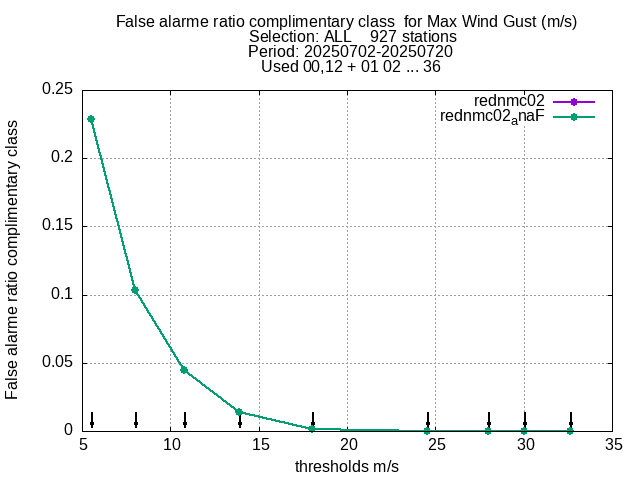 False alarme ratio complimentary class  for Max Wind Gust (m/s)
Selection: ALL    927 stations
Period: 20250702-20250720
Used 00,12 + 01 02 ... 36
rednmc02
rednmc02anaF
False alarme ratio complimentary class
0.25
0.2
0.15
0.1
0.05
0
5 10 15 20 25 30 35
thresholds m/s